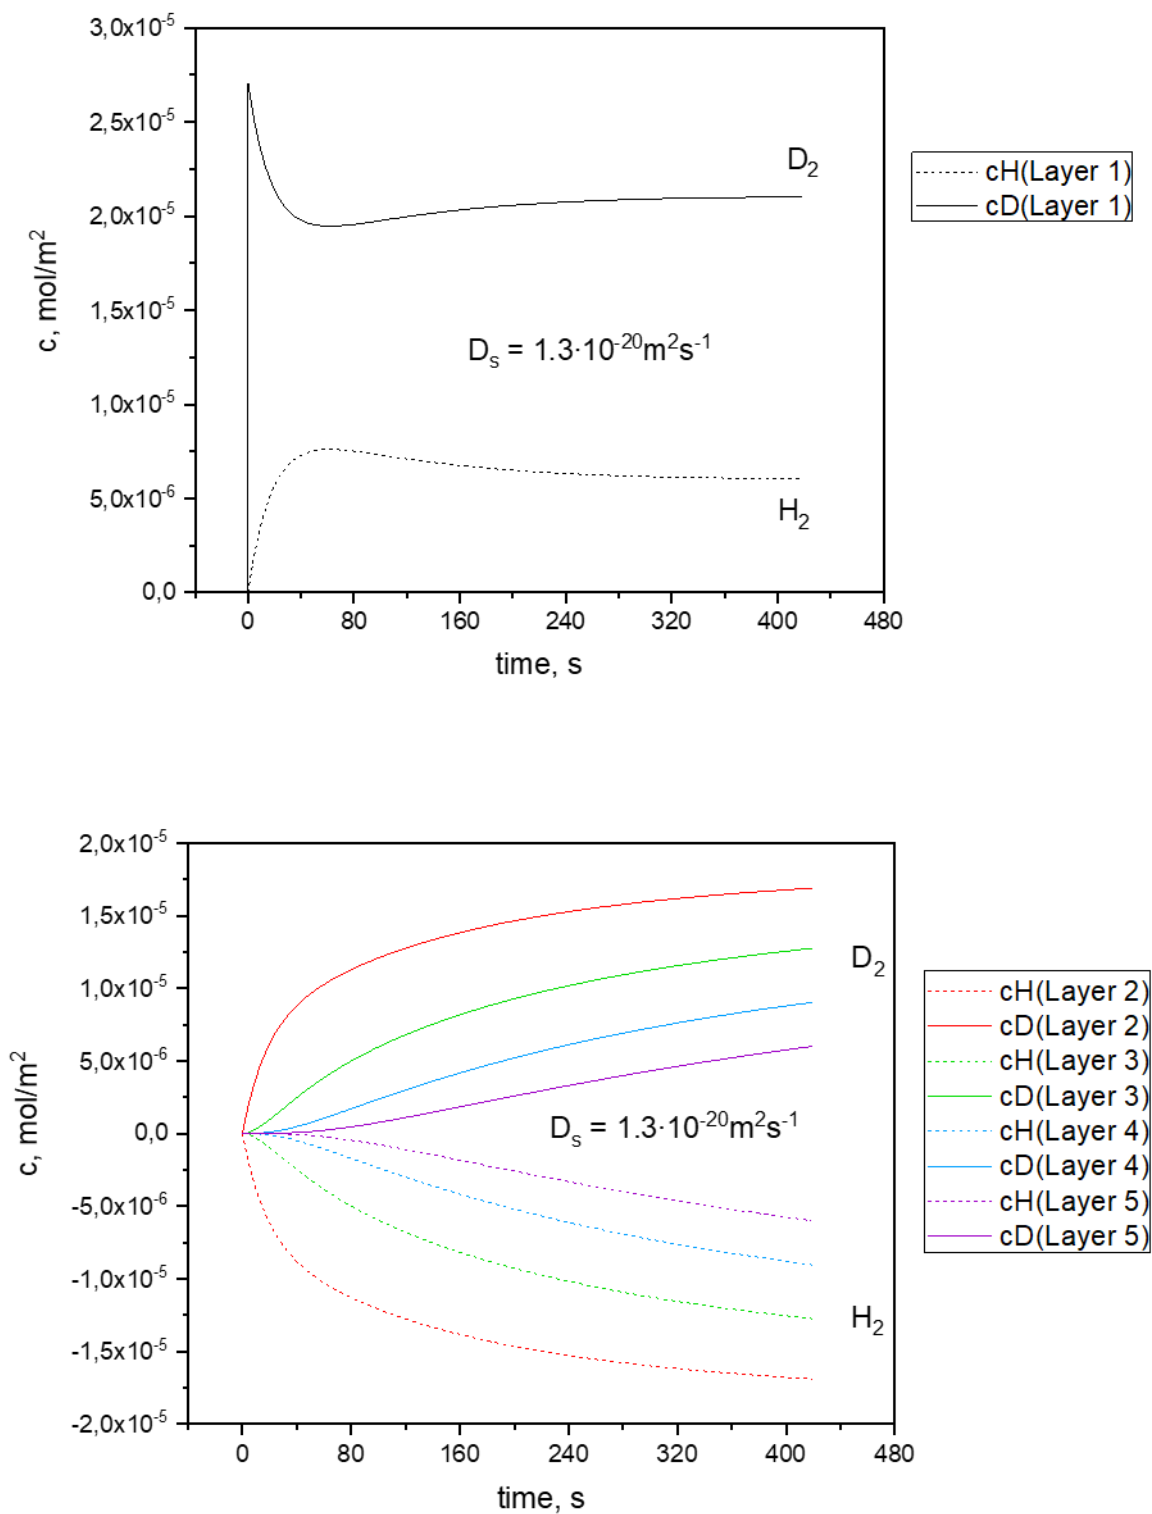 3,0x10⁻⁵
2,5x10⁻⁵
2,0x10⁻⁵
1,5x10⁻⁵
1,0x10⁻⁵
5,0x10⁻⁶
0,0
c, mol/m²
D₂
Dₛ = 1.3·10⁻²⁰m²s⁻¹
H₂
0 80 160 240 320 400 480
time, s
cH(Layer 1)
cD(Layer 1)
2,0x10⁻⁵
1,5x10⁻⁵
1,0x10⁻⁵
5,0x10⁻⁶
0,0
-5,0x10⁻⁶
-1,0x10⁻⁵
-1,5x10⁻⁵
-2,0x10⁻⁵
c, mol/m²
D₂
Dₛ = 1.3·10⁻²⁰m²s⁻¹
H₂
0 80 160 240 320 400 480
time, s
cH(Layer 2)
cD(Layer 2)
cH(Layer 3)
cD(Layer 3)
cH(Layer 4)
cD(Layer 4)
cH(Layer 5)
cD(Layer 5)